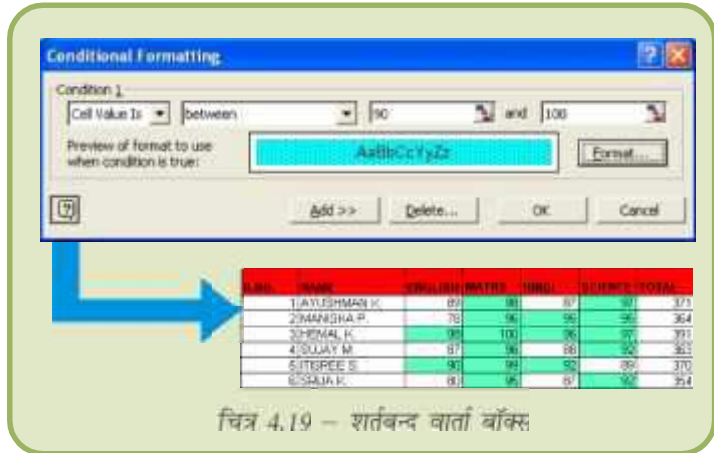 Conditional Formatting
Condition 1
Cell Value Is between 90 and 100
Preview of format to use
when condition is true:
AaBbCcYyZz
Format...
Add >> Delete... OK Cancel
S.NO. NAME ENGLISH MATHS HINDI SCIENCE TOTAL
1 AYUSHMAN K. 89 98 87 97 371
2 MANISHA P. 78 96 95 95 364
3 HEMAL K. 98 100 96 97 391
4 SUJAY M. 87 96 88 92 363
5 ITISREE S. 90 99 92 89 370
6 SRIJA K. 80 95 87 92 354
चित्र 4.19 – शर्तबन्द वार्ता बॉक्स